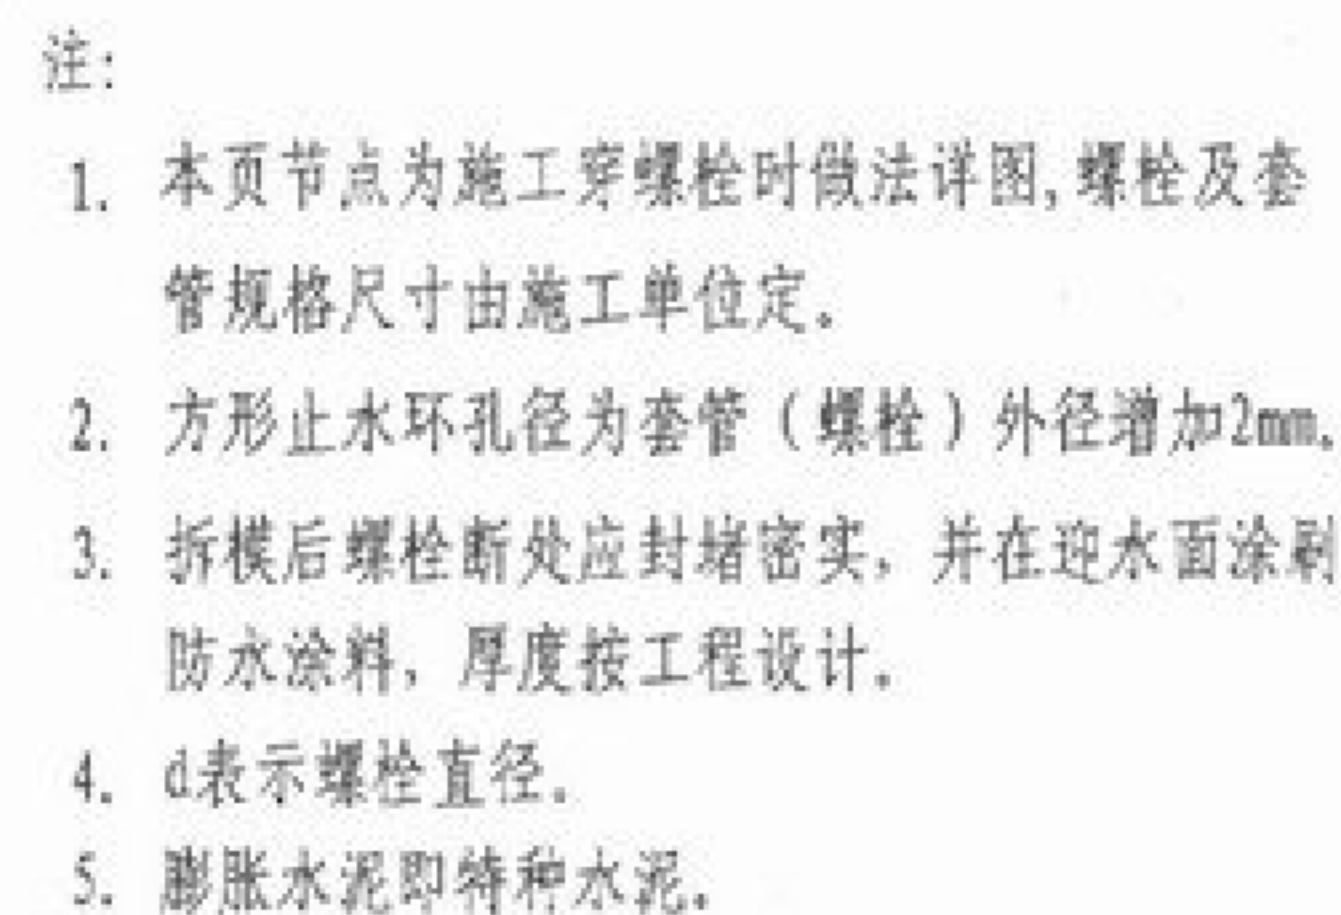 注:
1. 本页节点为施工穿螺栓时做法详图,螺栓及套
管规格尺寸由施工单位定。
2. 方形止水环孔径为套管(螺栓)外径增加2mm。
3. 拆模后螺栓断处应封堵密实,并在迎水面涂刷
防水涂料,厚度按工程设计。
4. d表示螺栓直径。
5. 膨胀水泥即特种水泥。